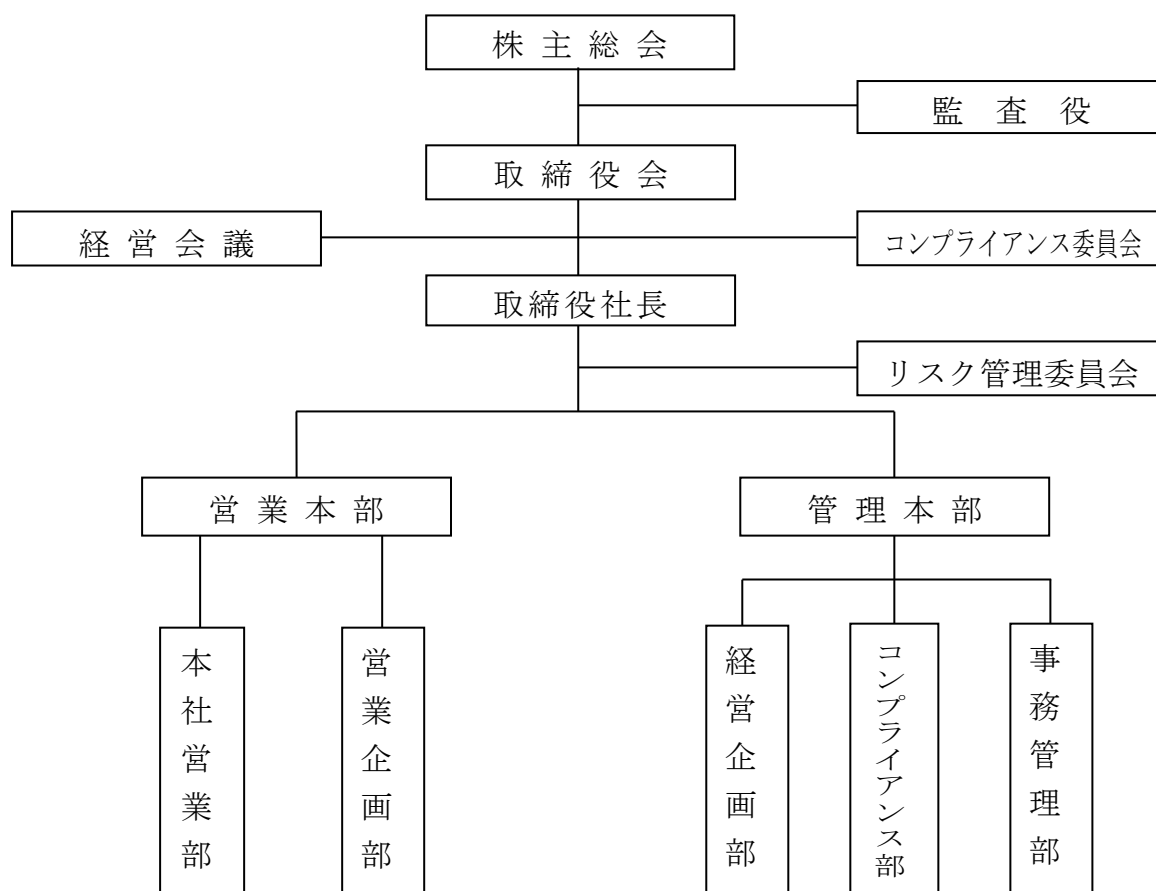 株主総会
監査役
取締役会
経営会議
コンプライアンス委員会
取締役社長
リスク管理委員会
営業本部
管理本部
本社営業部
営業企画部
経営企画部
コンプライアンス部
事務管理部